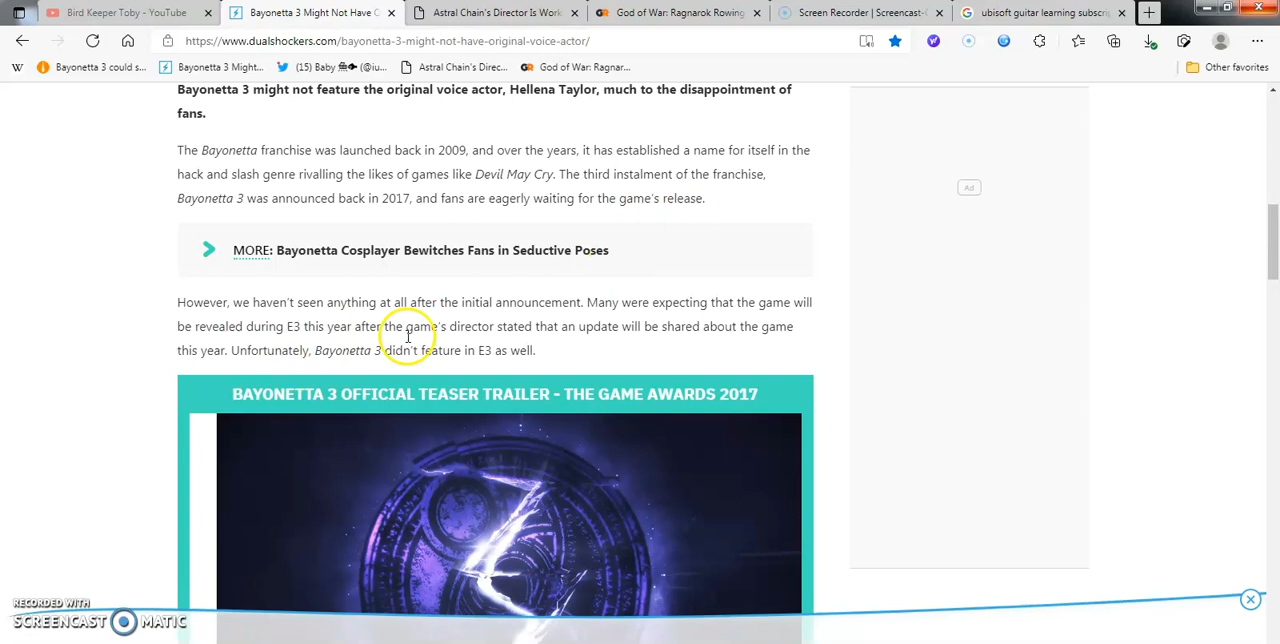 Bird Keeper Toby - YouTube
Bayonetta 3 Might Not Have C
Astral Chain's Director Is Work
God of War: Ragnarok Rowing
Screen Recorder | Screencast-
ubisoft guitar learning subscrip
https://www.dualshockers.com/bayonetta-3-might-not-have-original-voice-actor/
W
Bayonetta 3 could s...
Bayonetta 3 Might...
(15) Baby (@iu...
Astral Chain's Direc...
God of War: Ragnar...
Other favorites
Bayonetta 3 might not feature the original voice actor, Hellena Taylor, much to the disappointment of
fans.
The Bayonetta franchise was launched back in 2009, and over the years, it has established a name for itself in the
hack and slash genre rivalling the likes of games like Devil May Cry. The third instalment of the franchise,
Bayonetta 3 was announced back in 2017, and fans are eagerly waiting for the game's release.
Ad
MORE: Bayonetta Cosplayer Bewitches Fans in Seductive Poses
However, we haven't seen anything at all after the initial announcement. Many were expecting that the game will
be revealed during E3 this year after the game's director stated that an update will be shared about the game
this year. Unfortunately, Bayonetta 3 didn't feature in E3 as well.
BAYONETTA 3 OFFICIAL TEASER TRAILER - THE GAME AWARDS 2017
RECORDED WITH
SCREENCAST MATIC